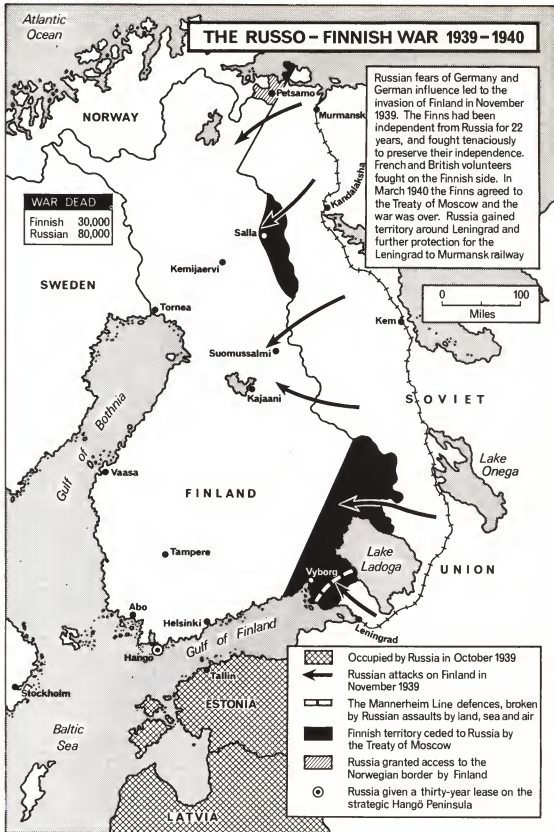 Atlantic
Ocean
THE RUSSO – FINNISH WAR 1939 – 1940
Russian fears of Germany and
German influence led to the
invasion of Finland in November
1939. The Finns had been
independent from Russia for 22
years, and fought tenaciously
to preserve their independence.
French and British volunteers
fought on the Finnish side. In
March 1940 the Finns agreed to
the Treaty of Moscow and the
war was over. Russia gained
territory around Leningrad and
further protection for the
Leningrad to Murmansk railway
Petsamo
Murmansk
NORWAY
Kandalaksha
WAR DEAD
Finnish 30,000
Russian 80,000
Salla
Kemijaervi
SWEDEN
0 100
Miles
Tornea
Kem
Suomussalmi
Kajaani
SOVIET
Gulf of Bothnia
Lake
Onega
Vaasa
FINLAND
Tampere
Lake
Ladoga
UNION
Vyborg
Abo
Helsinki
Gulf of Finland
Leningrad
Hangö
Tallin
Stockholm
ESTONIA
Baltic
Sea
LATVIA
Occupied by Russia in October 1939
Russian attacks on Finland in
November 1939
The Mannerheim Line defences, broken
by Russian assaults by land, sea and air
Finnish territory ceded to Russia by
the Treaty of Moscow
Russia granted access to the
Norwegian border by Finland
Russia given a thirty-year lease on the
strategic Hangö Peninsula